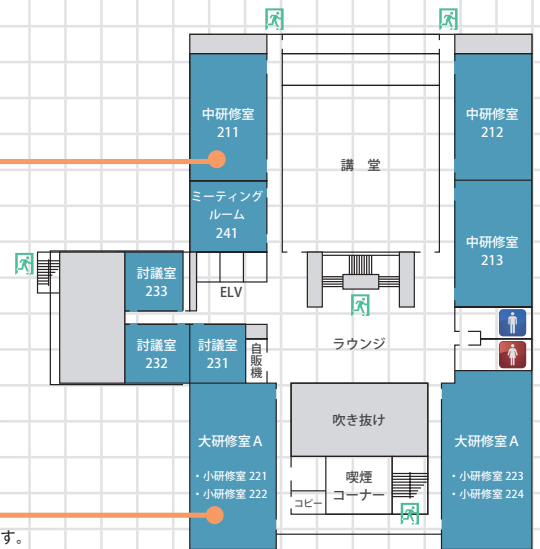 中研修室
211
中研修室
212
講 堂
ミーティング
ルーム
241
中研修室
213
討議室
233
ELV
討議室
232
討議室
231
自販機
ラウンジ
吹き抜け
大研修室A
・小研修室 221
・小研修室 222
喫煙
コーナー
コピー
大研修室A
・小研修室 223
・小研修室 224
す。